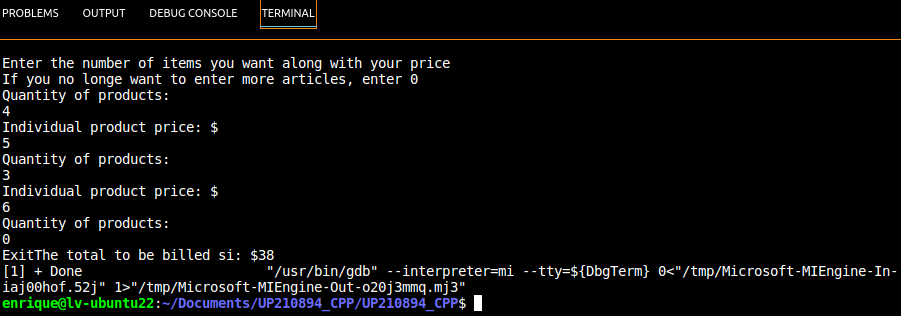 PROBLEMS OUTPUT DEBUG CONSOLE TERMINAL
Enter the number of items you want along with your price
If you no longe want to enter more articles, enter 0
Quantity of products:
4
Individual product price: $
5
Quantity of products:
3
Individual product price: $
6
Quantity of products:
0
ExitThe total to be billed si: $38
[1] + Done "/usr/bin/gdb" --interpreter=mi --tty=${DbgTerm} 0<"/tmp/Microsoft-MIEngine-In-
iaj00hof.52j" 1>"/tmp/Microsoft-MIEngine-Out-o20j3mmq.mj3"
enrique@lv-ubuntu22:~/Documents/UP210894_CPP/UP210894_CPP$